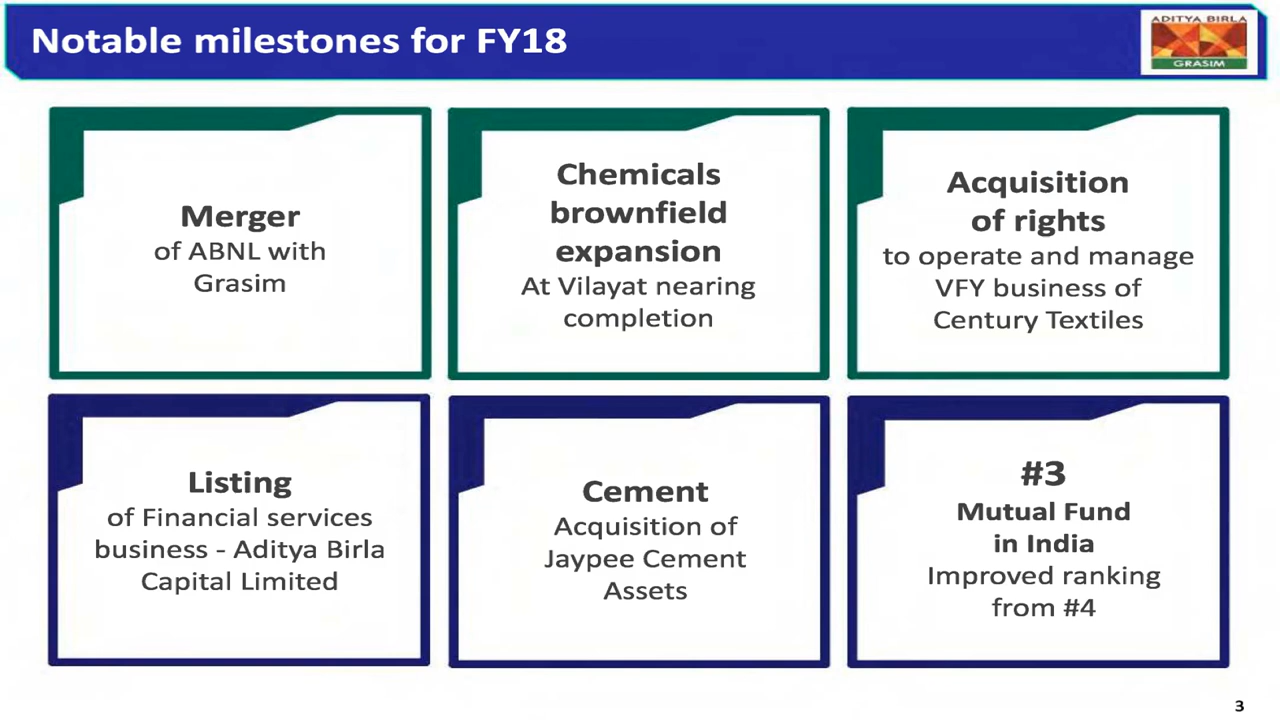 Notable milestones for FY18
ADITYA BIRLA
GRASIM
Merger
of ABNL with
Grasim
Chemicals
brownfield
expansion
At Vilayat nearing
completion
Acquisition
of rights
to operate and manage
VFY business of
Century Textiles
Listing
of Financial services
business - Aditya Birla
Capital Limited
Cement
Acquisition of
Jaypee Cement
Assets
#3
Mutual Fund
in India
Improved ranking
from #4
3